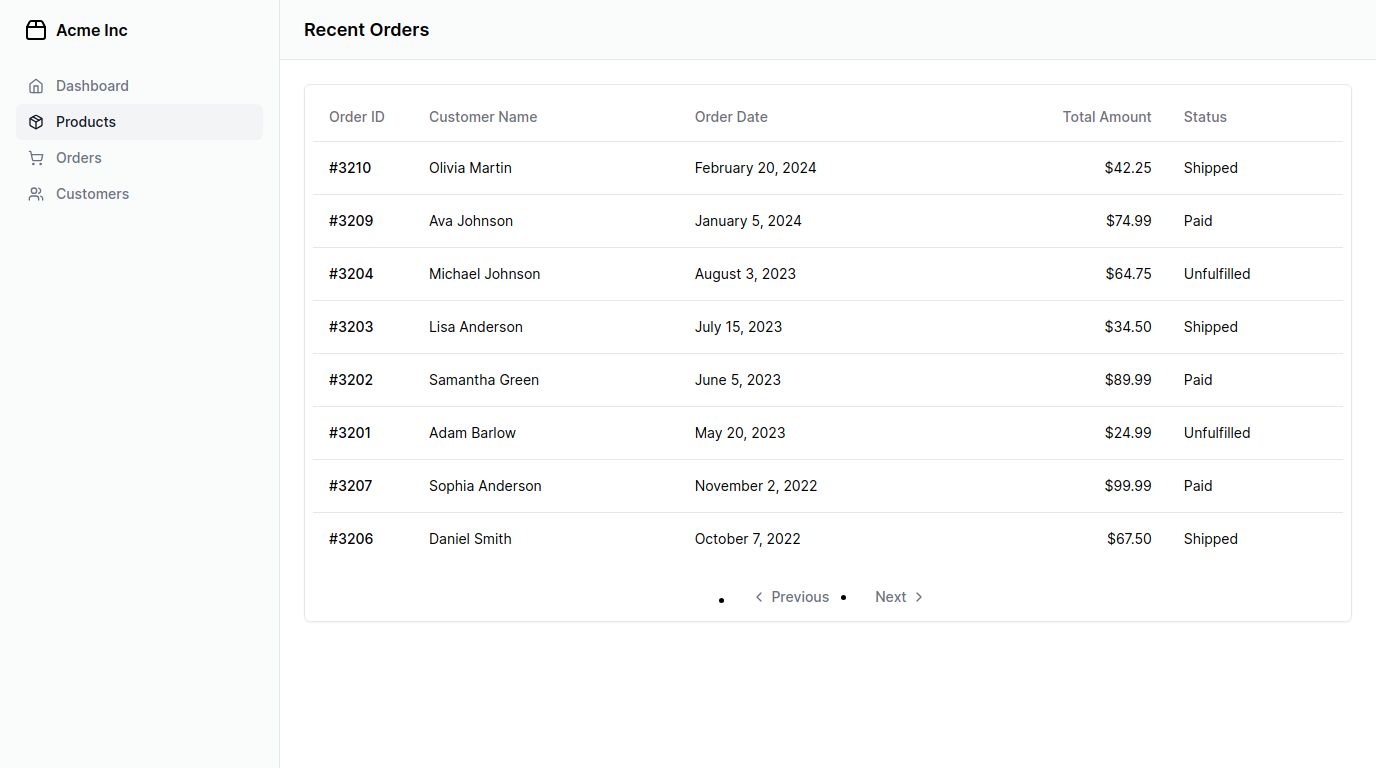 Acme Inc
Dashboard
Products
Orders
Customers
Recent Orders
Order ID Customer Name Order Date Total Amount Status
#3210 Olivia Martin February 20, 2024 $42.25 Shipped
#3209 Ava Johnson January 5, 2024 $74.99 Paid
#3204 Michael Johnson August 3, 2023 $64.75 Unfulfilled
#3203 Lisa Anderson July 15, 2023 $34.50 Shipped
#3202 Samantha Green June 5, 2023 $89.99 Paid
#3201 Adam Barlow May 20, 2023 $24.99 Unfulfilled
#3207 Sophia Anderson November 2, 2022 $99.99 Paid
#3206 Daniel Smith October 7, 2022 $67.50 Shipped
Previous Next